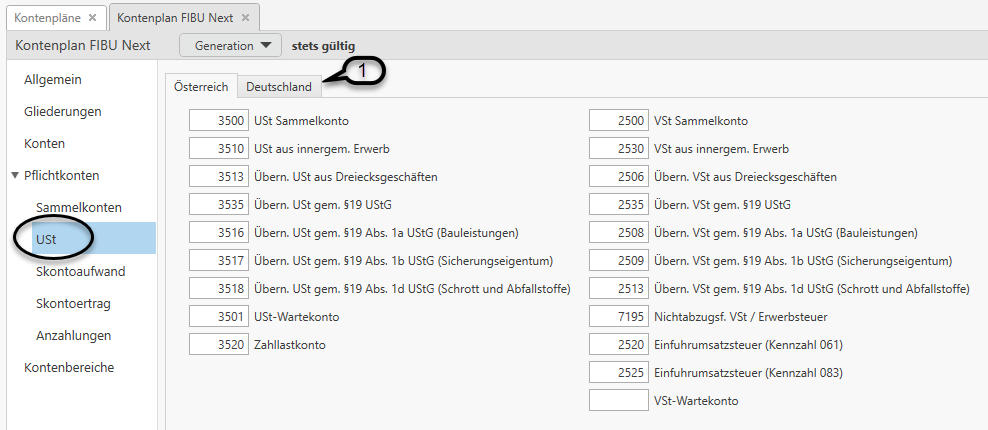 Kontenpläne ×
Kontenplan FIBU Next ×
Kontenplan FIBU Next
Generation
stets gültig
Allgemein
Gliederungen
Konten
Pflichtkonten
Sammelkonten
USt
Skontoaufwand
Skontoertrag
Anzahlungen
Kontenbereiche
Österreich
Deutschland
1
3500 USt Sammelkonto
3510 USt aus innergem. Erwerb
3513 Übern. USt aus Dreiecksgeschäften
3535 Übern. USt gem. §19 UStG
3516 Übern. USt gem. §19 Abs. 1a UStG (Bauleistungen)
3517 Übern. USt gem. §19 Abs. 1b UStG (Sicherungseigentum)
3518 Übern. USt gem. §19 Abs. 1d UStG (Schrott und Abfallstoffe)
3501 USt-Wartekonto
3520 Zahllastkonto
2500 VSt Sammelkonto
2530 VSt aus innergem. Erwerb
2506 Übern. VSt aus Dreiecksgeschäften
2535 Übern. VSt gem. §19 UStG
2508 Übern. VSt gem. §19 Abs. 1a UStG (Bauleistungen)
2509 Übern. VSt gem. §19 Abs. 1b UStG (Sicherungseigentum)
2513 Übern. VSt gem. §19 Abs. 1d UStG (Schrott und Abfallstoffe)
7195 Nichtabzugsf. VSt / Erwerbsteuer
2520 Einfuhrumsatzsteuer (Kennzahl 061)
2525 Einfuhrumsatzsteuer (Kennzahl 083)
VSt-Wartekonto